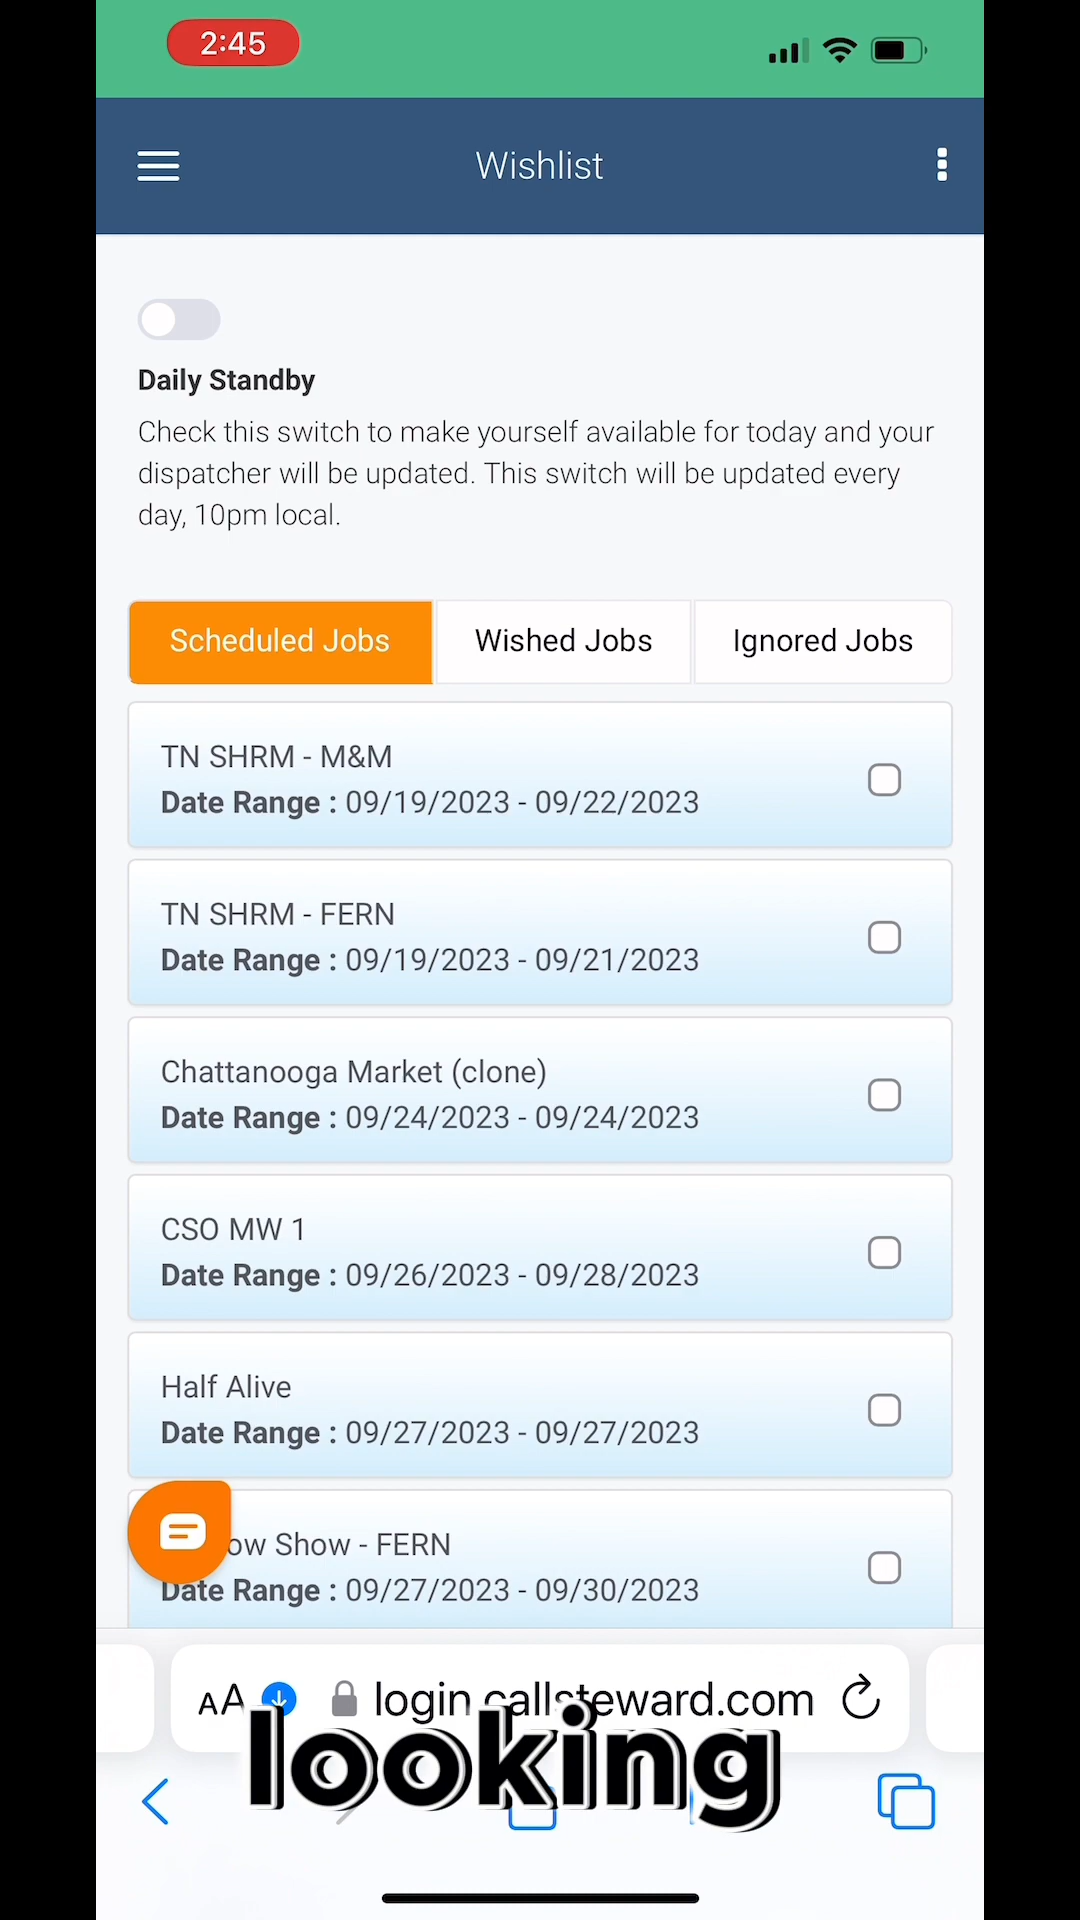 2:45
Wishlist
Daily Standby
Check this switch to make yourself available for today and your
dispatcher will be updated. This switch will be updated every
day, 10pm local.
Scheduled Jobs
Wished Jobs
Ignored Jobs
TN SHRM - M&M
Date Range : 09/19/2023 - 09/22/2023
TN SHRM - FERN
Date Range : 09/19/2023 - 09/21/2023
Chattanooga Market (clone)
Date Range : 09/24/2023 - 09/24/2023
CSO MW 1
Date Range : 09/26/2023 - 09/28/2023
Half Alive
Date Range : 09/27/2023 - 09/27/2023
Show - FERN
Date Range : 09/27/2023 - 09/30/2023
AA login.callsteward.com
looking